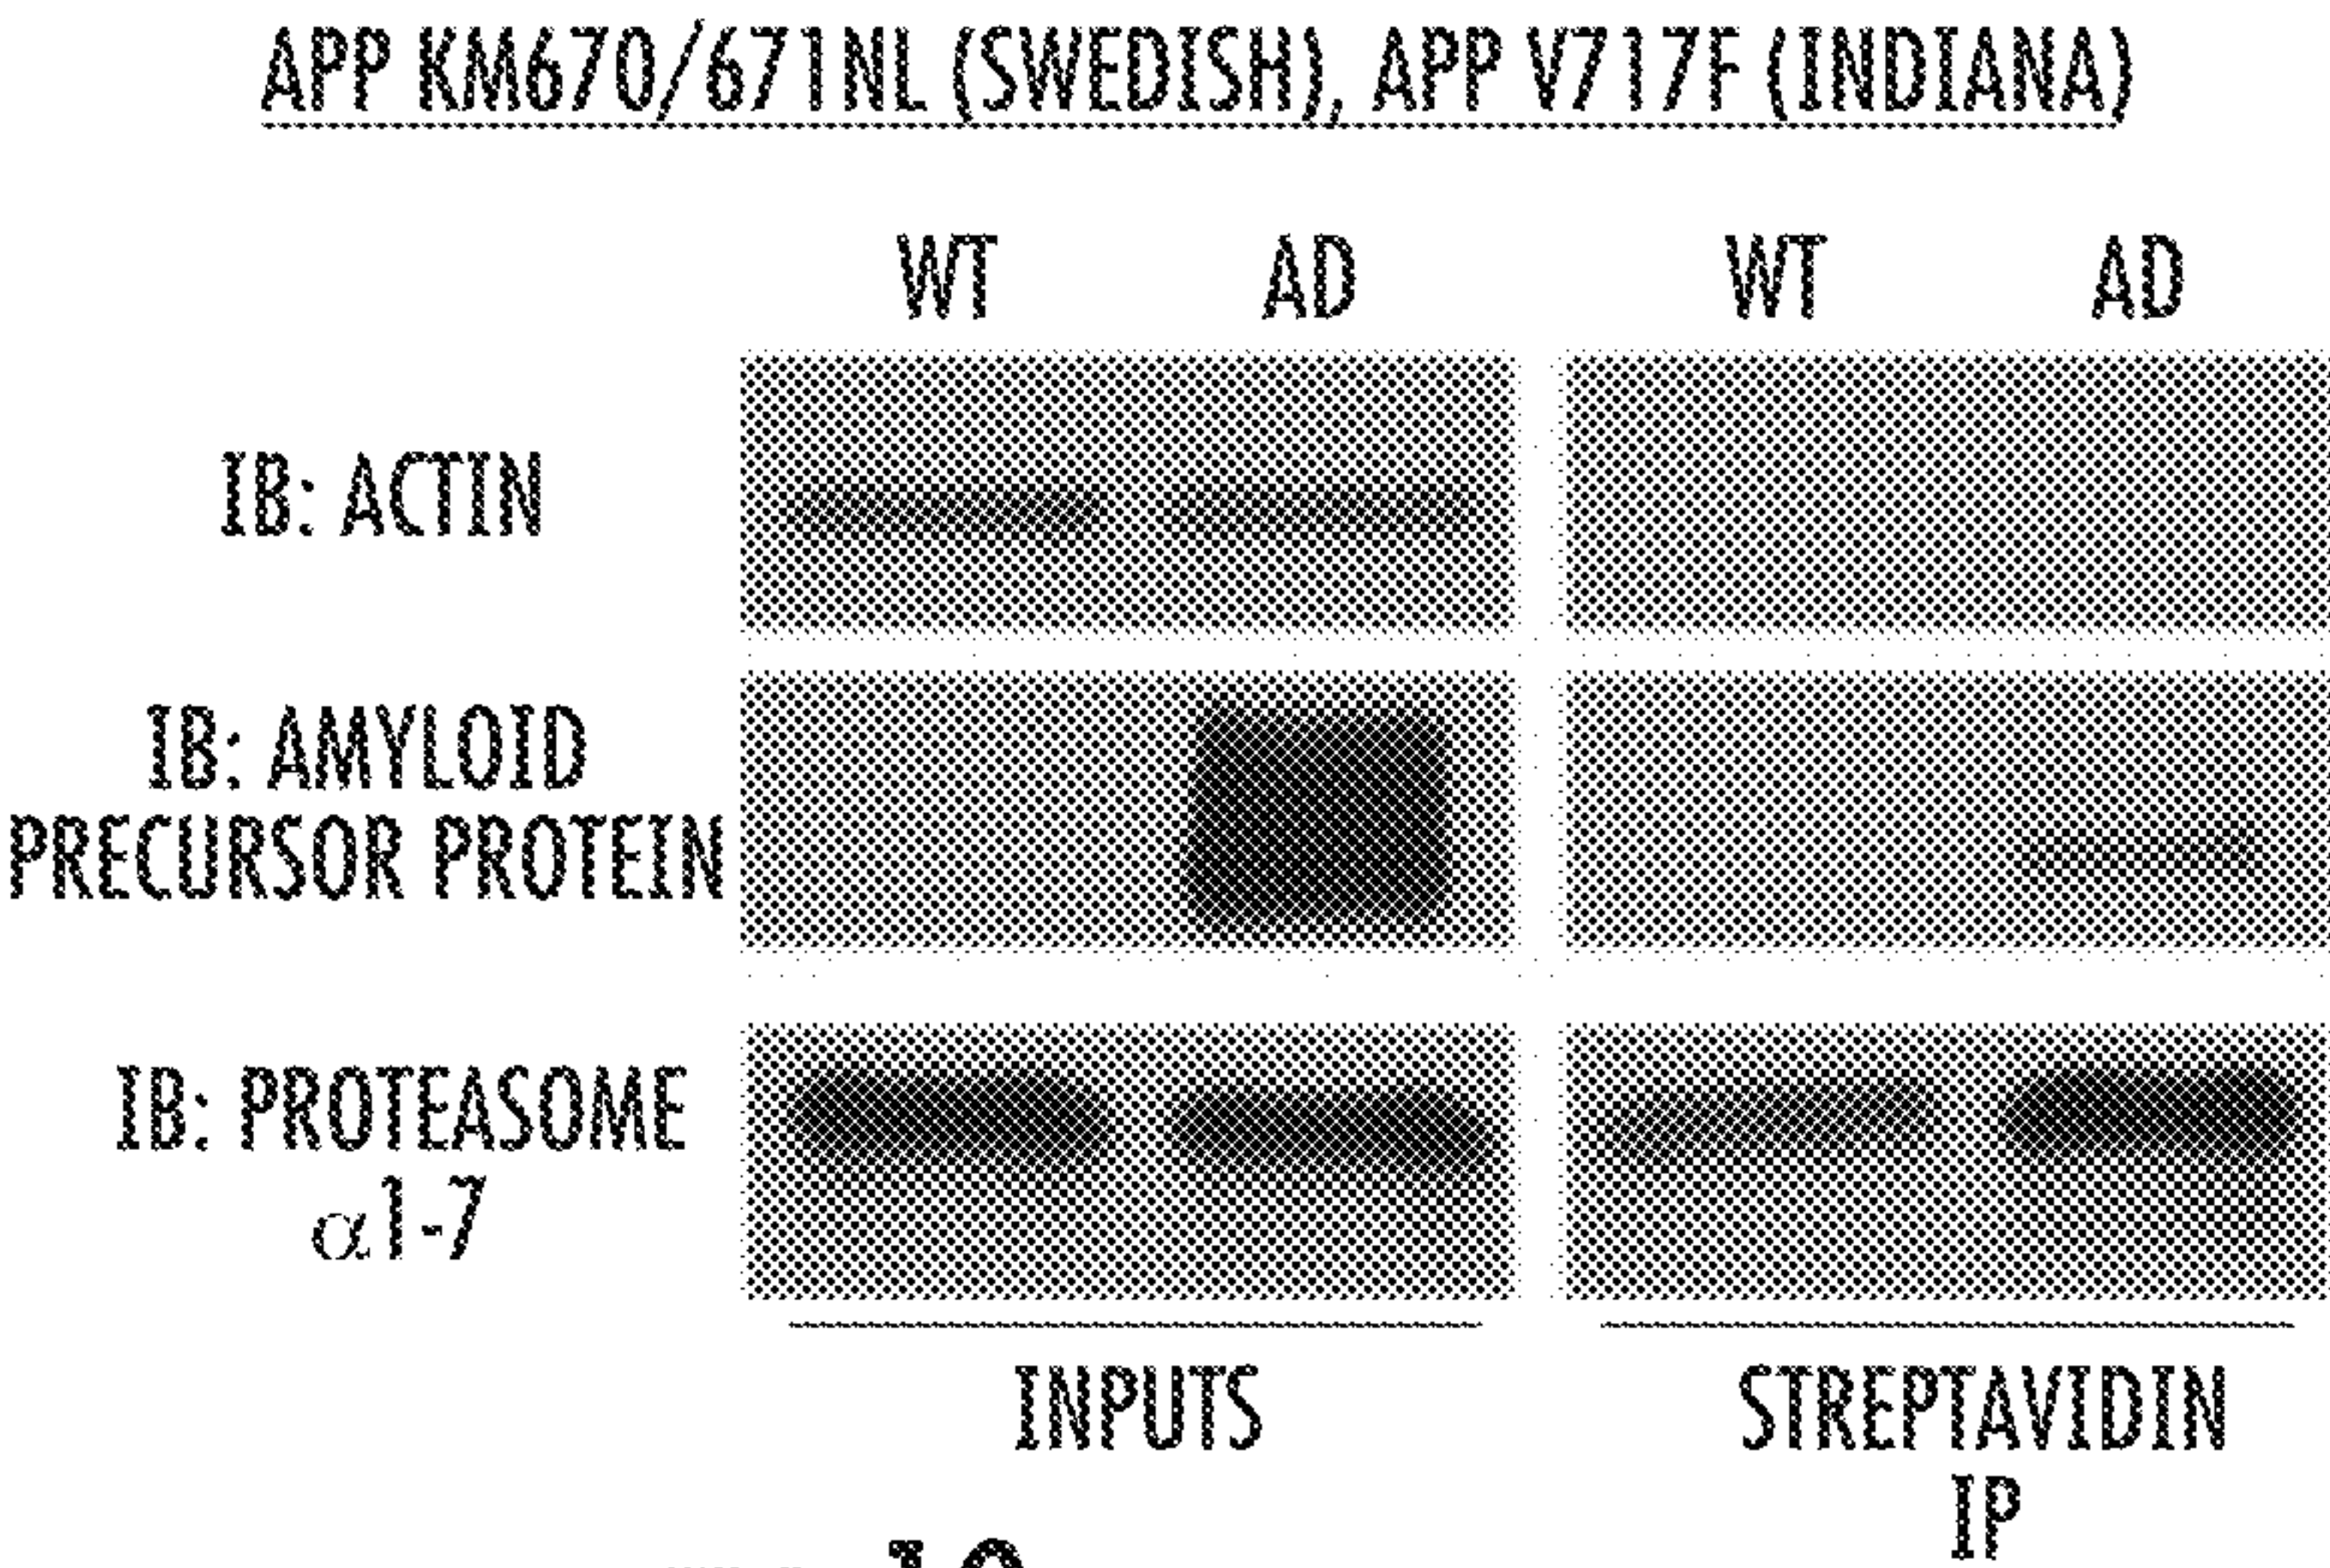 APP KM670/671NL (SWEDISH), APP V717F (INDIANA)
WT AD WT AD
IB: ACTIN
IB: AMYLOID
PRECURSOR PROTEIN
IB: PROTEASOME
α1-7
INPUTS STREPTAVIDIN
IP